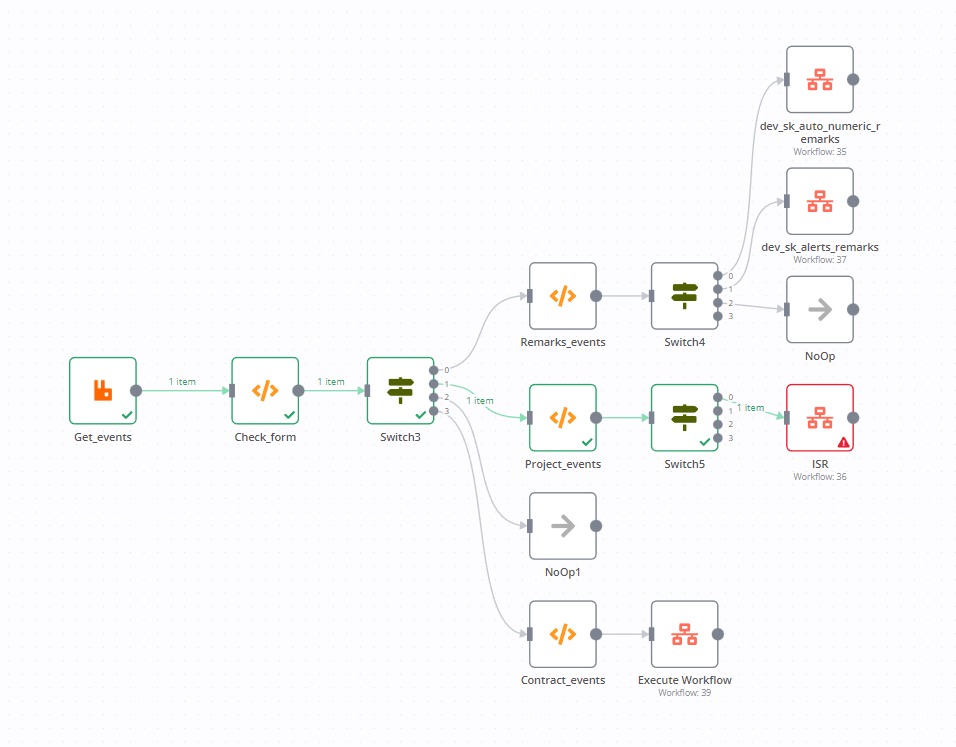 dev_sk_auto_numeric_r
emarks
Workflow: 35
dev_sk_alerts_remarks
Workflow: 37
0
1
2
3
Remarks_events
Switch4
NoOp
1 item
1 item
0
1
2
3
1 item
0
1
2
3
1 item
Get_events
Check_form
Switch3
Project_events
Switch5
ISR
Workflow: 36
NoOp1
Contract_events
Execute Workflow
Workflow: 39